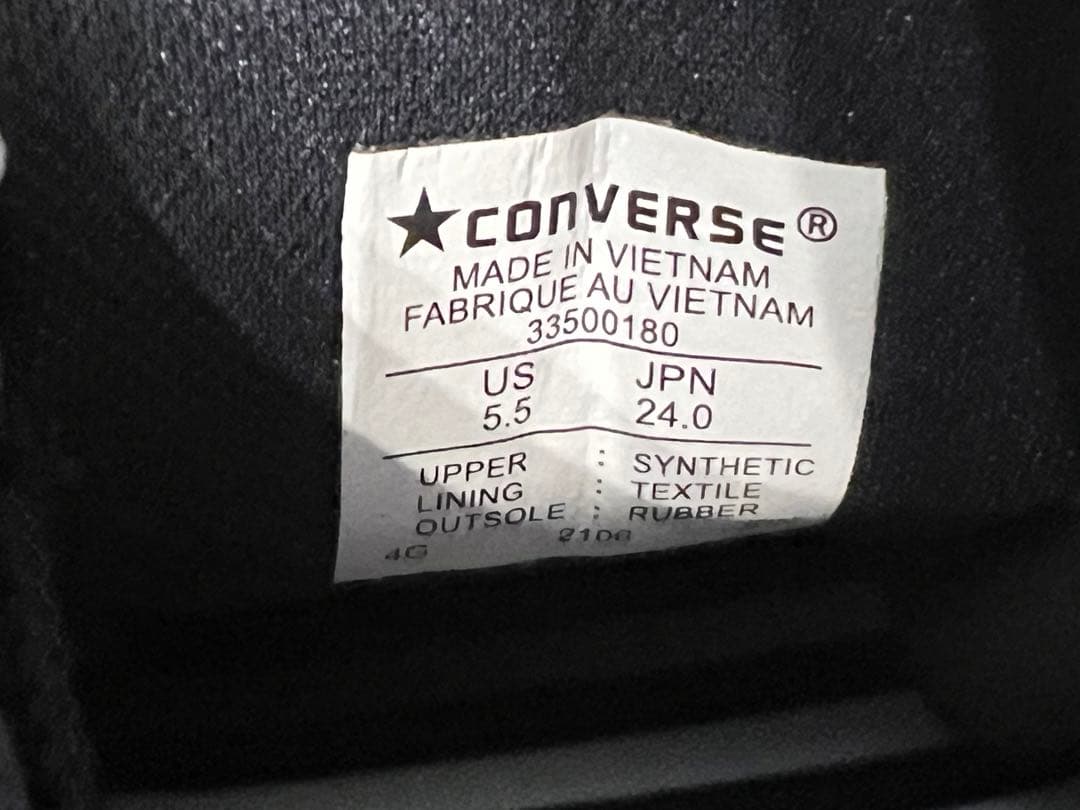 ★CONVERSE®
MADE IN VIETNAM
FABRIQUE AU VIETNAM
33500180
US JPN
5.5 24.0
UPPER : SYNTHETIC
LINING : TEXTILE
OUTSOLE : RUBBER
4G